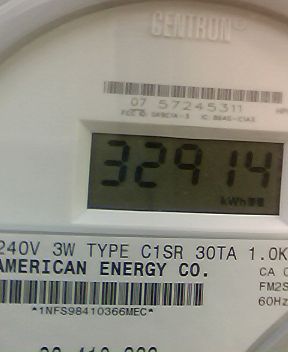 CENTRON®
07 57245311
32914
kWh
240V 3W TYPE C1SR 30TA 1.0K
AMERICAN ENERGY CO.
CA 0
FM2S
60Hz
*1NFS98410366MEC*